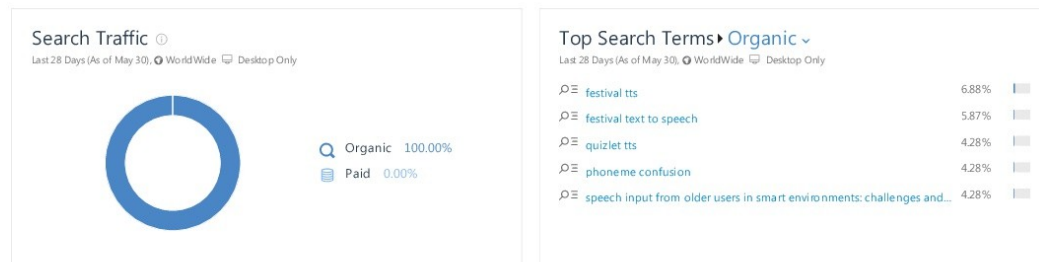 Search Traffic
Last 28 Days (As of May 30), WorldWide Desktop Only
Organic 100.00%
Paid 0.00%
Top Search Terms Organic
Last 28 Days (As of May 30), WorldWide Desktop Only
festival tts 6.88%
festival text to speech 5.87%
quizlet tts 4.28%
phoneme confusion 4.28%
speech input from older users in smart environments: challenges and... 4.28%